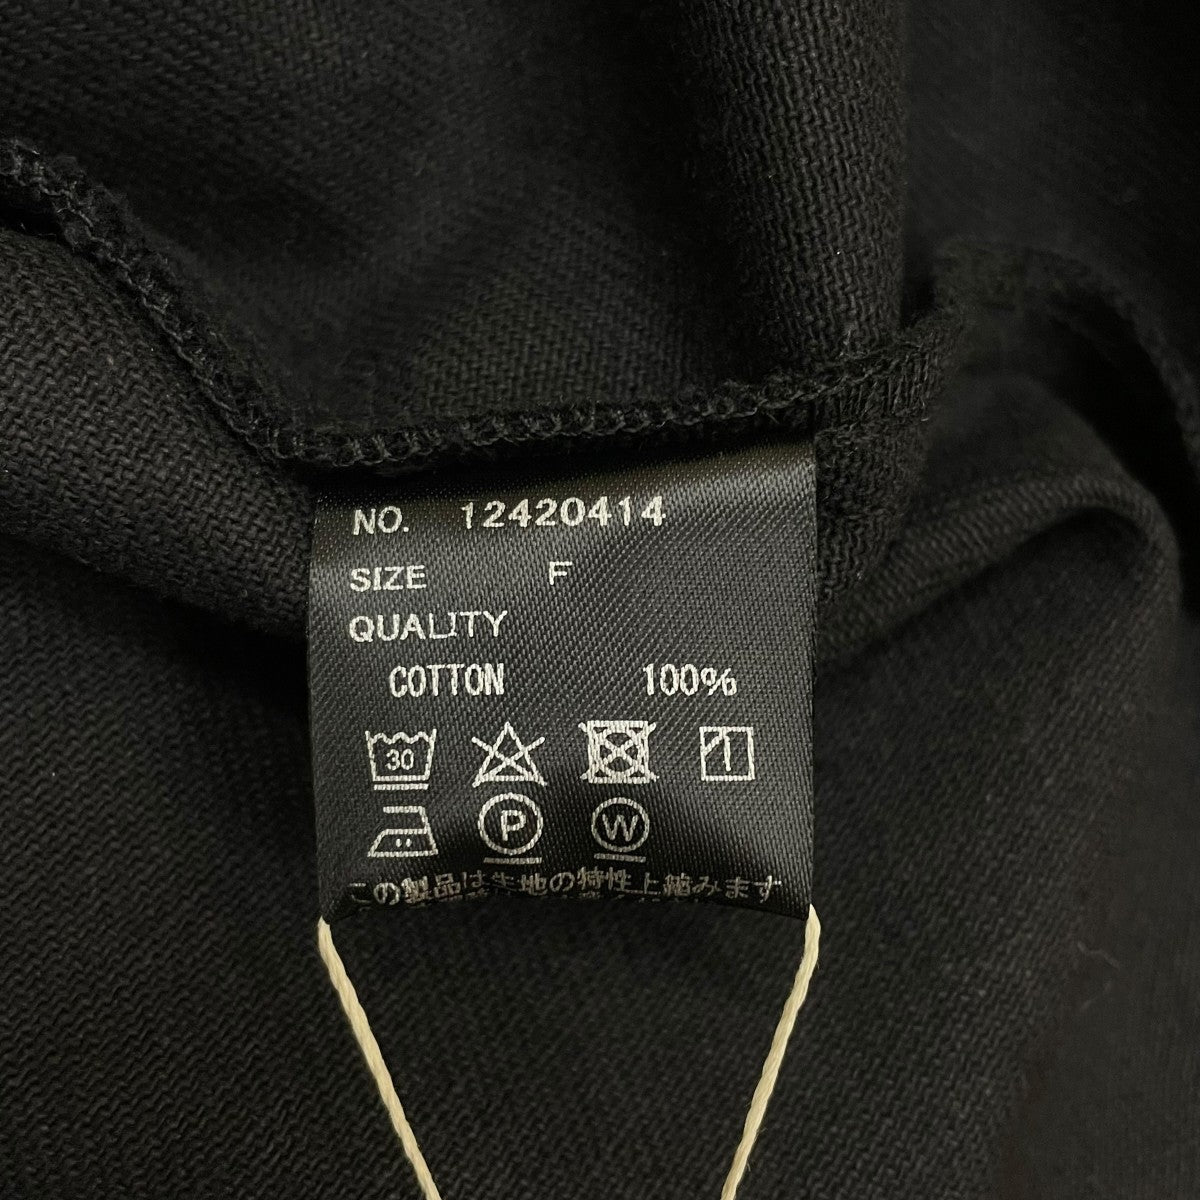 NO. 12420414
SIZE F
QUALITY
COTTON 100%
30
P W
この製品は生地の特性上縮みます